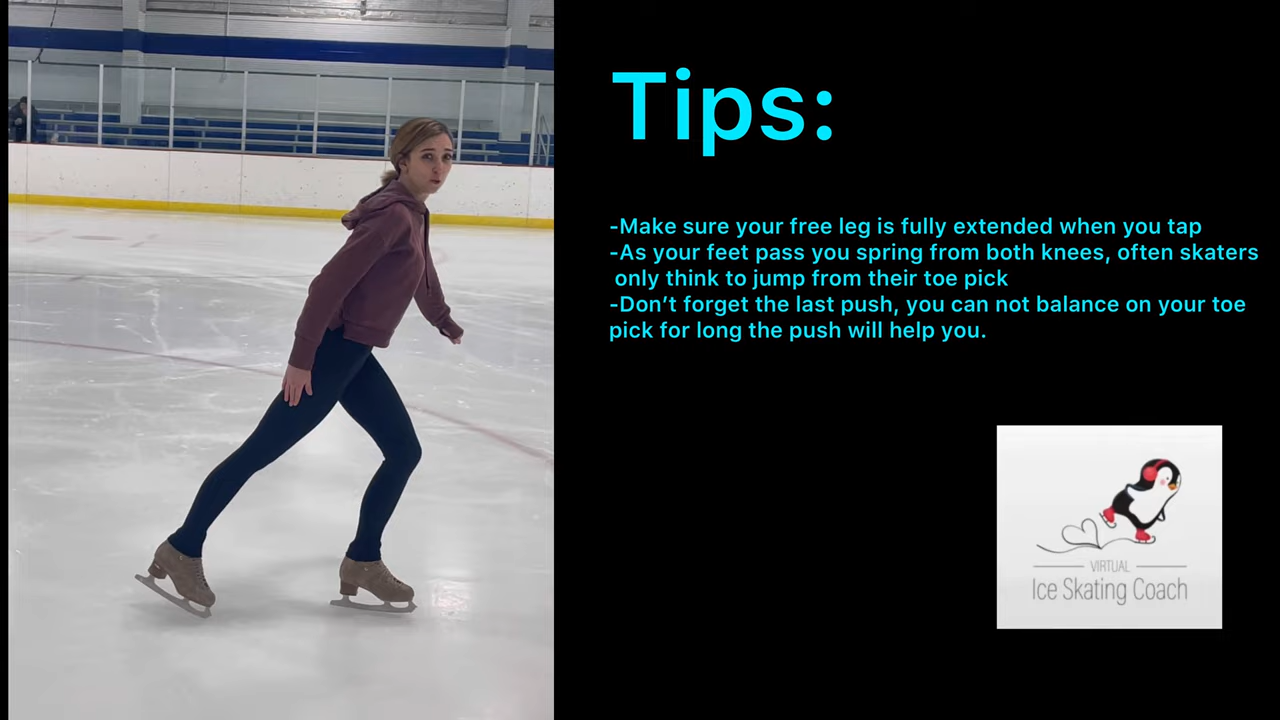 Tips:
-Make sure your free leg is fully extended when you tap
-As your feet pass you spring from both knees, often skaters
only think to jump from their toe pick
-Don’t forget the last push, you can not balance on your toe
pick for long the push will help you.
VIRTUAL
Ice Skating Coach